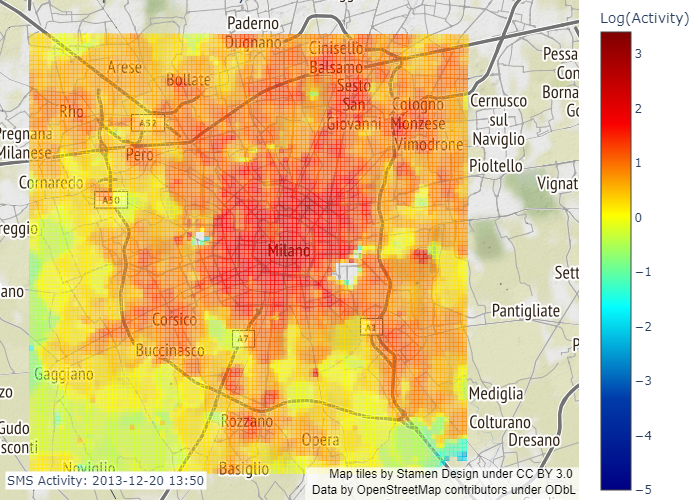 Log(Activity)
Paderno
Dugnano
Cinisello
Balsamo
Arese
Bollate
Sesto
San
Giovanni
Cologno
Monzese
Vimodrone
Pessa
Con
Borna
Go
Cernusco
sul
Naviglio
Pioltello
Vignat
Rho
A52
Pregnana
Milanese
Pero
Cornaredo
A50
reggio
Milano
ano
Sett
Pantigliate
Corsico
A7
A1
Buccinasco
Gaggiano
zo
Mediglia
Colturano
Dresano
Gudo
sconti
Rozzano
Opera
Noviglio
Basiglio
SMS Activity: 2013-12-20 13:50
Map tiles by Stamen Design under CC BY 3.0
Data by OpenStreetMap contributors under ODbL
3
2
1
0
−1
−2
−3
−4
−5